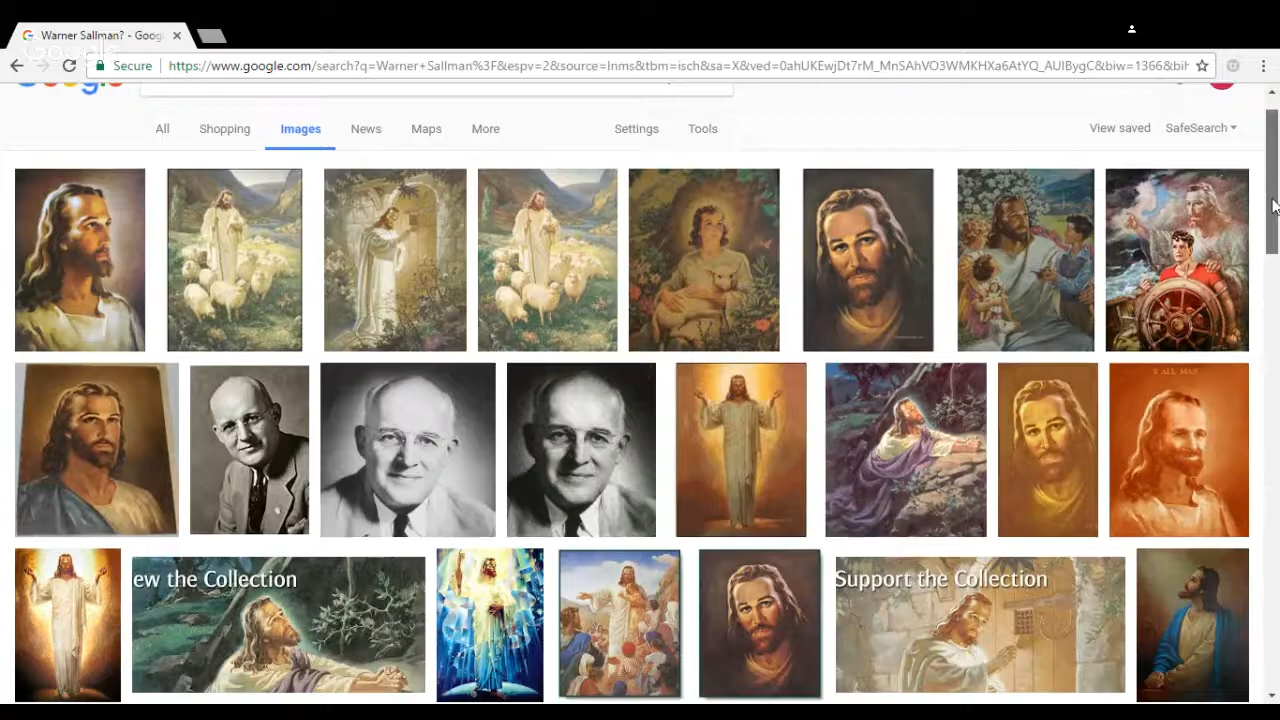 Warner Sallman? - Goog
Secure
https://www.google.com/search?q=Warner+Sallman%3F&espv=2&source=lnms&tbm=isch&sa=X&ved=0ahUKEwjDt7rM_MnSAhVO3WMKHXa6AtYQ_AUIBygC&biw=1366&bih
All Shopping Images News Maps More Settings Tools View saved SafeSearch
ew the Collection
Support the Collection